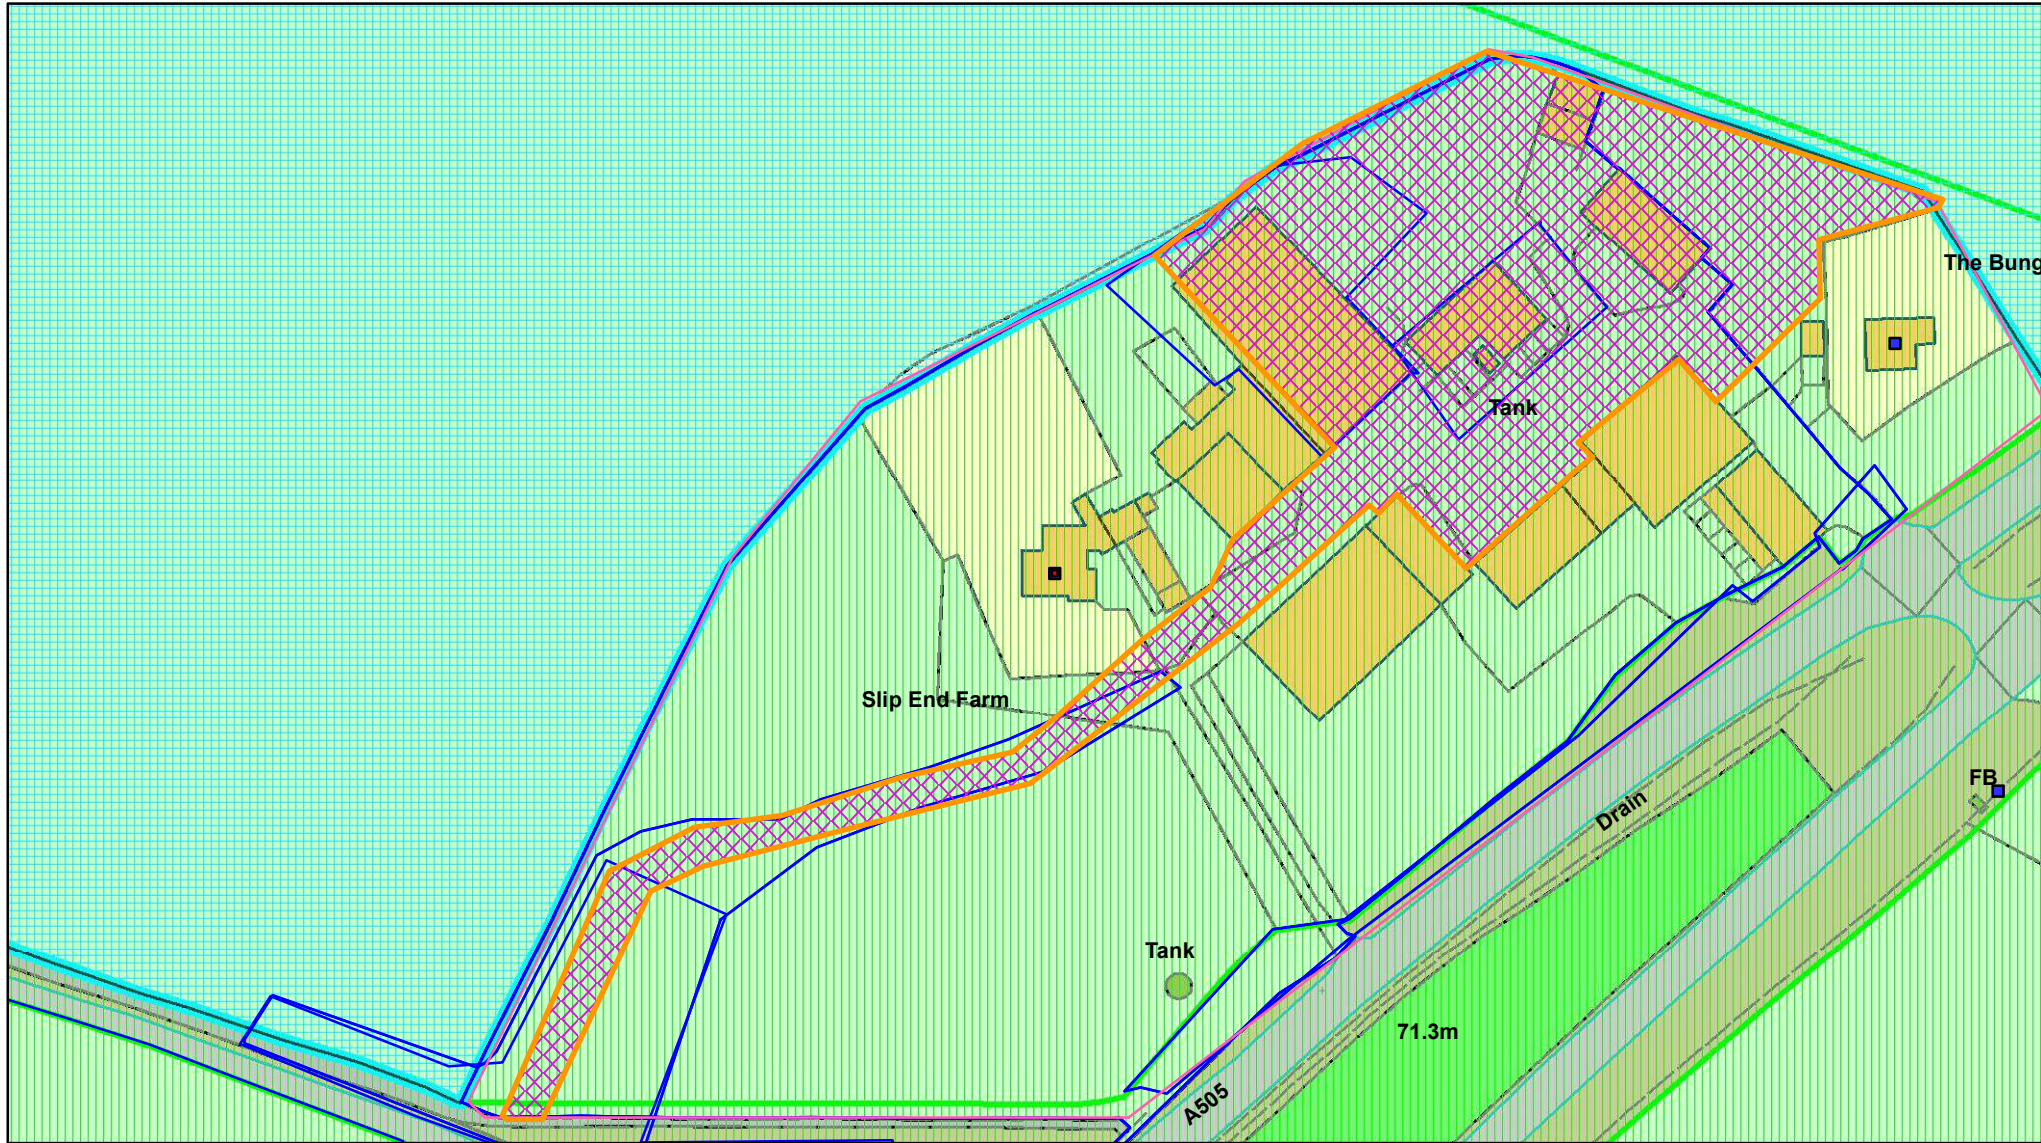 The Bung
Tank
Slip End Farm
FB
Drain
Tank
71.3m
A505